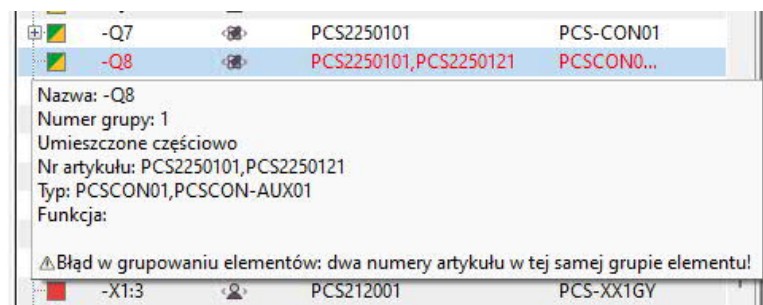 -Q7 PCS2250101 PCS-CON01
-Q8 PCS2250101,PCS2250121 PCSCON0...
Nazwa: -Q8
Numer grupy: 1
Umieszczone częściowo
Nr artykułu: PCS2250101,PCS2250121
Typ: PCSCON01,PCSCON-AUX01
Funkcja:
⚠Błąd w grupowaniu elementów: dwa numery artykułu w tej samej grupie elementu!
-X1:3 PCS212001 PCS-XX1GY